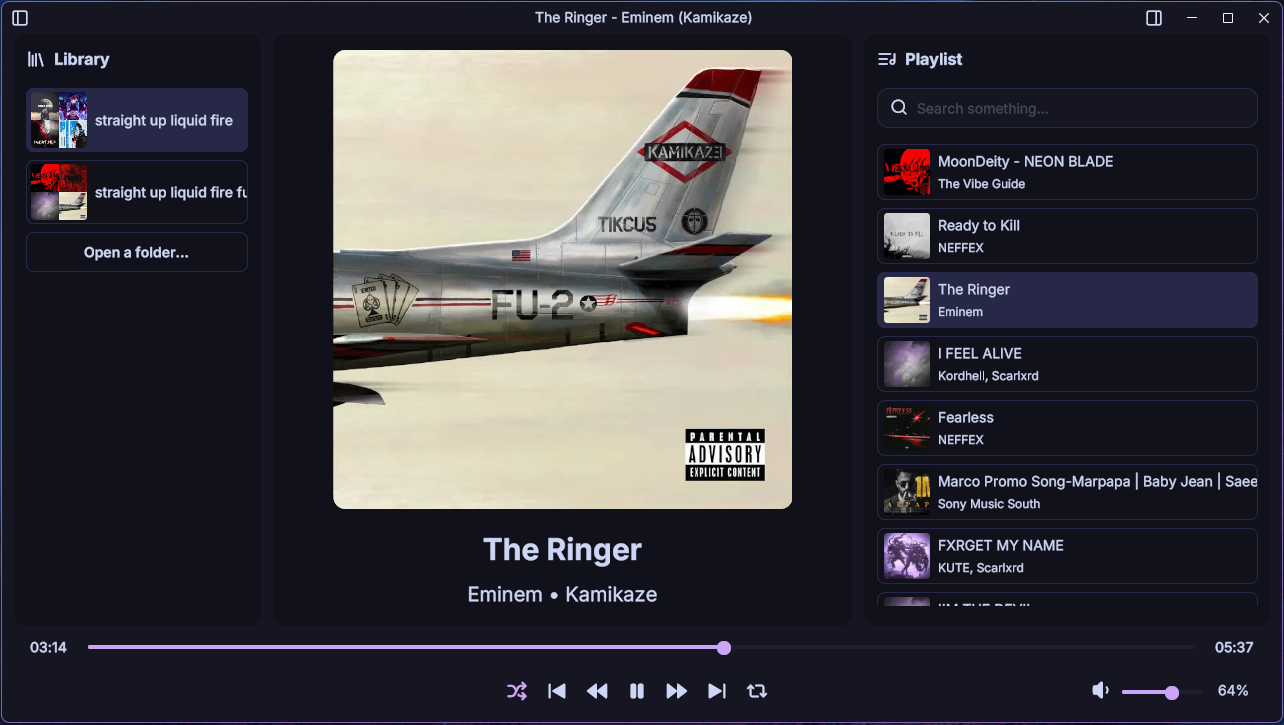 The Ringer - Eminem (Kamikaze)
Library
straight up liquid fire
straight up liquid fire fu
Open a folder...
KAMIKAZE
TIKCUS
FU-2
PARENTAL
ADVISORY
EXPLICIT CONTENT
The Ringer
Eminem • Kamikaze
Playlist
Search something...
MoonDeity - NEON BLADE
The Vibe Guide
Ready to Kill
NEFFEX
The Ringer
Eminem
I FEEL ALIVE
Kordhell, Scarlxrd
Fearless
NEFFEX
Marco Promo Song-Marpapa | Baby Jean | Saee
Sony Music South
FXRGET MY NAME
KUTE, Scarlxrd
03:14
05:37
64%